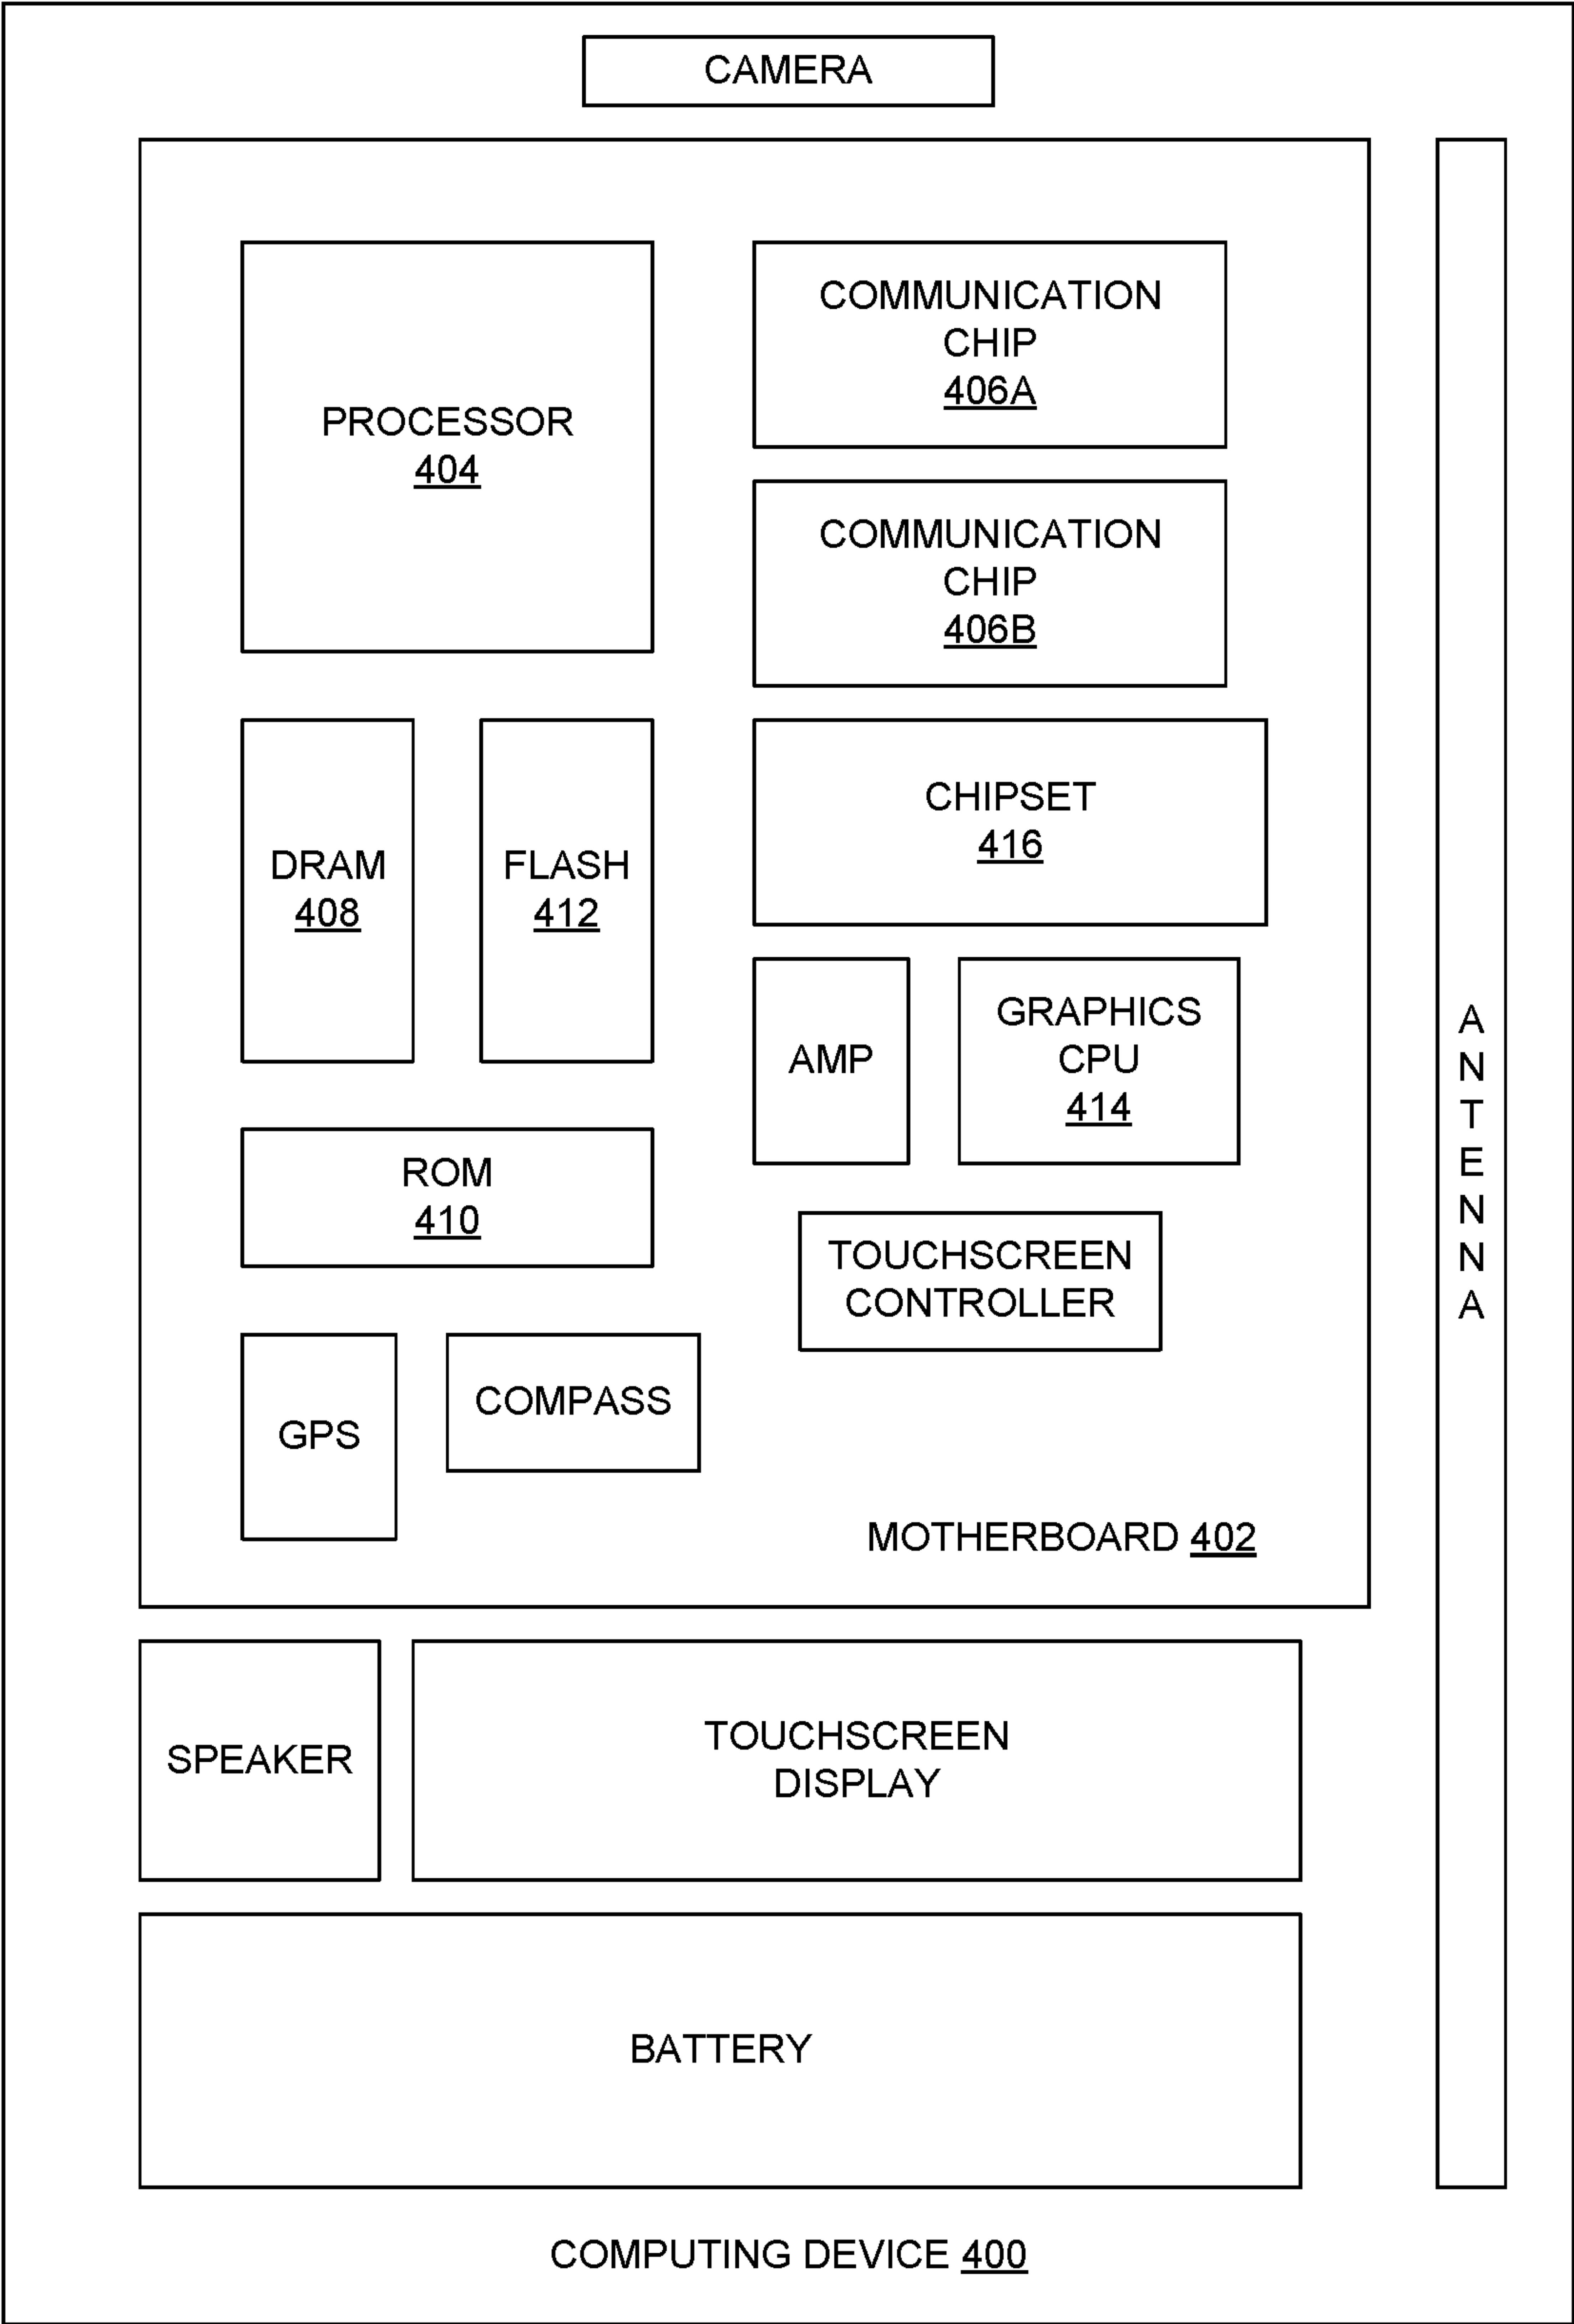 CAMERA
PROCESSOR
404
COMMUNICATION
CHIP
406A
COMMUNICATION
CHIP
406B
DRAM
408
FLASH
412
CHIPSET
416
AMP
GRAPHICS
CPU
414
ROM
410
TOUCHSCREEN
CONTROLLER
GPS
COMPASS
MOTHERBOARD 402
ANTENNA
SPEAKER
TOUCHSCREEN
DISPLAY
BATTERY
COMPUTING DEVICE 400